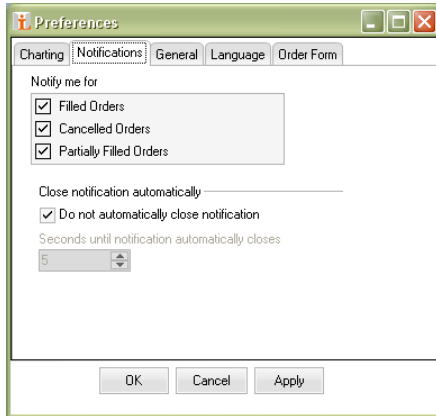 Preferences
Charting Notifications General Language Order Form
Notify me for
Filled Orders
Cancelled Orders
Partially Filled Orders
Close notification automatically
Do not automatically close notification
Seconds until notification automatically closes
5
OK Cancel Apply